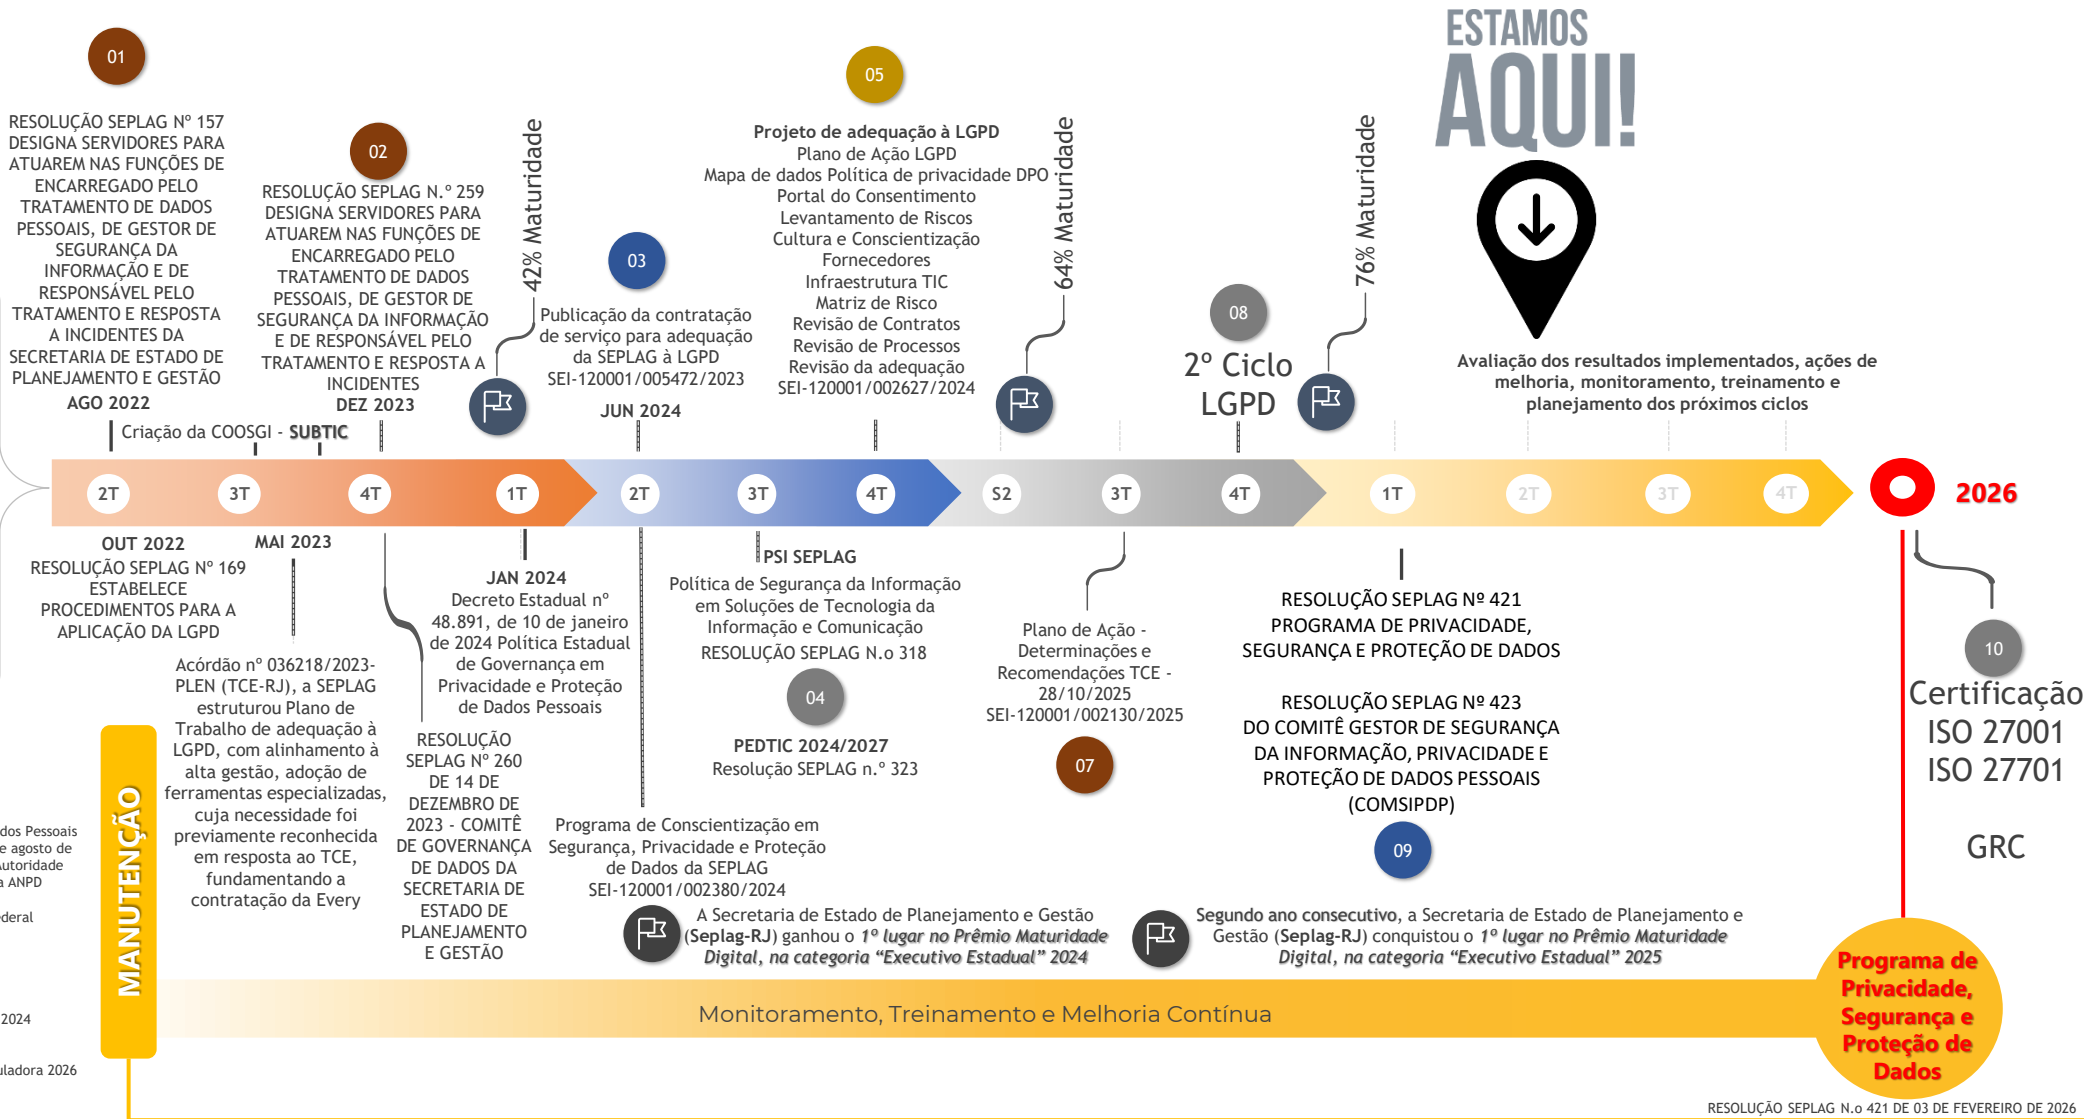 ESTAMOS
AQUI!
01
RESOLUÇÃO SEPLAG Nº 157
DESIGNA SERVIDORES PARA
ATUAREM NAS FUNÇÕES DE
ENCARREGADO PELO
TRATAMENTO DE DADOS
PESSOAIS, DE GESTOR DE
SEGURANÇA DA
INFORMAÇÃO E DE
RESPONSÁVEL PELO
TRATAMENTO E RESPOSTA
A INCIDENTES DA
SECRETARIA DE ESTADO DE
PLANEJAMENTO E GESTÃO
AGO 2022
Criação da COOSGI - SUBTIC
02
RESOLUÇÃO SEPLAG N.º 259
DESIGNA SERVIDORES PARA
ATUAREM NAS FUNÇÕES DE
ENCARREGADO PELO
TRATAMENTO DE DADOS
PESSOAIS, DE GESTOR DE
SEGURANÇA DA INFORMAÇÃO
E DE RESPONSÁVEL PELO
TRATAMENTO E RESPOSTA A
INCIDENTES
DEZ 2023
42% Maturidade
03
Publicação da contratação
de serviço para adequação
da SEPLAG à LGPD
SEI-120001/005472/2023
JUN 2024
05
Projeto de adequação à LGPD
Plano de Ação LGPD
Mapa de dados Política de privacidade DPO
Portal do Consentimento
Levantamento de Riscos
Cultura e Conscientização
Fornecedores
Infraestrutura TIC
Matriz de Risco
Revisão de Contratos
Revisão de Processos
Revisão da adequação
SEI-120001/002627/2024
64% Maturidade
08
2º Ciclo
LGPD
76% Maturidade
Avaliação dos resultados implementados, ações de
melhoria, monitoramento, treinamento e
planejamento dos próximos ciclos
2T 3T 4T 1T 2T 3T 4T S2 3T 4T 1T 2T 3T 4T
2026
OUT 2022
RESOLUÇÃO SEPLAG Nº 169
ESTABELECE
PROCEDIMENTOS PARA A
APLICAÇÃO DA LGPD
MAI 2023
Acórdão nº 036218/2023-
PLEN (TCE-RJ), a SEPLAG
estruturou Plano de
Trabalho de adequação à
LGPD, com alinhamento à
alta gestão, adoção de
ferramentas especializadas,
cuja necessidade foi
previamente reconhecida
em resposta ao TCE,
fundamentando a
contratação da Every
RESOLUÇÃO
SEPLAG Nº 260
DE 14 DE
DEZEMBRO DE
2023 - COMITÊ
DE GOVERNANÇA
DE DADOS DA
SECRETARIA DE
ESTADO DE
PLANEJAMENTO
E GESTÃO
JAN 2024
Decreto Estadual nº
48.891, de 10 de janeiro
de 2024 Política Estadual
de Governança em
Privacidade e Proteção
de Dados Pessoais
Programa de Conscientização em
Segurança, Privacidade e Proteção
de Dados da SEPLAG
SEI-120001/002380/2024
PSI SEPLAG
Política de Segurança da Informação
em Soluções de Tecnologia da
Informação e Comunicação
RESOLUÇÃO SEPLAG N.o 318
04
PEDTIC 2024/2027
Resolução SEPLAG n.º 323
Plano de Ação -
Determinações e
Recomendações TCE -
28/10/2025
SEI-120001/002130/2025
07
RESOLUÇÃO SEPLAG Nº 421
PROGRAMA DE PRIVACIDADE,
SEGURANÇA E PROTEÇÃO DE DADOS
RESOLUÇÃO SEPLAG Nº 423
DO COMITÊ GESTOR DE SEGURANÇA
DA INFORMAÇÃO, PRIVACIDADE E
PROTEÇÃO DE DADOS PESSOAIS
(COMSIPDP)
09
10
Certificação
ISO 27001
ISO 27701
GRC
A Secretaria de Estado de Planejamento e Gestão
(Seplag-RJ) ganhou o 1º lugar no Prêmio Maturidade
Digital, na categoria “Executivo Estadual” 2024
Segundo ano consecutivo, a Secretaria de Estado de Planejamento e
Gestão (Seplag-RJ) conquistou o 1º lugar no Prêmio Maturidade
Digital, na categoria “Executivo Estadual” 2025
dos Pessoais
e agosto de
Autoridade
a ANPD
ederal
2024
uladora 2026
MANUTENÇÃO
Monitoramento, Treinamento e Melhoria Contínua
Programa de
Privacidade,
Segurança e
Proteção de
Dados
RESOLUÇÃO SEPLAG N.o 421 DE 03 DE FEVEREIRO DE 2026